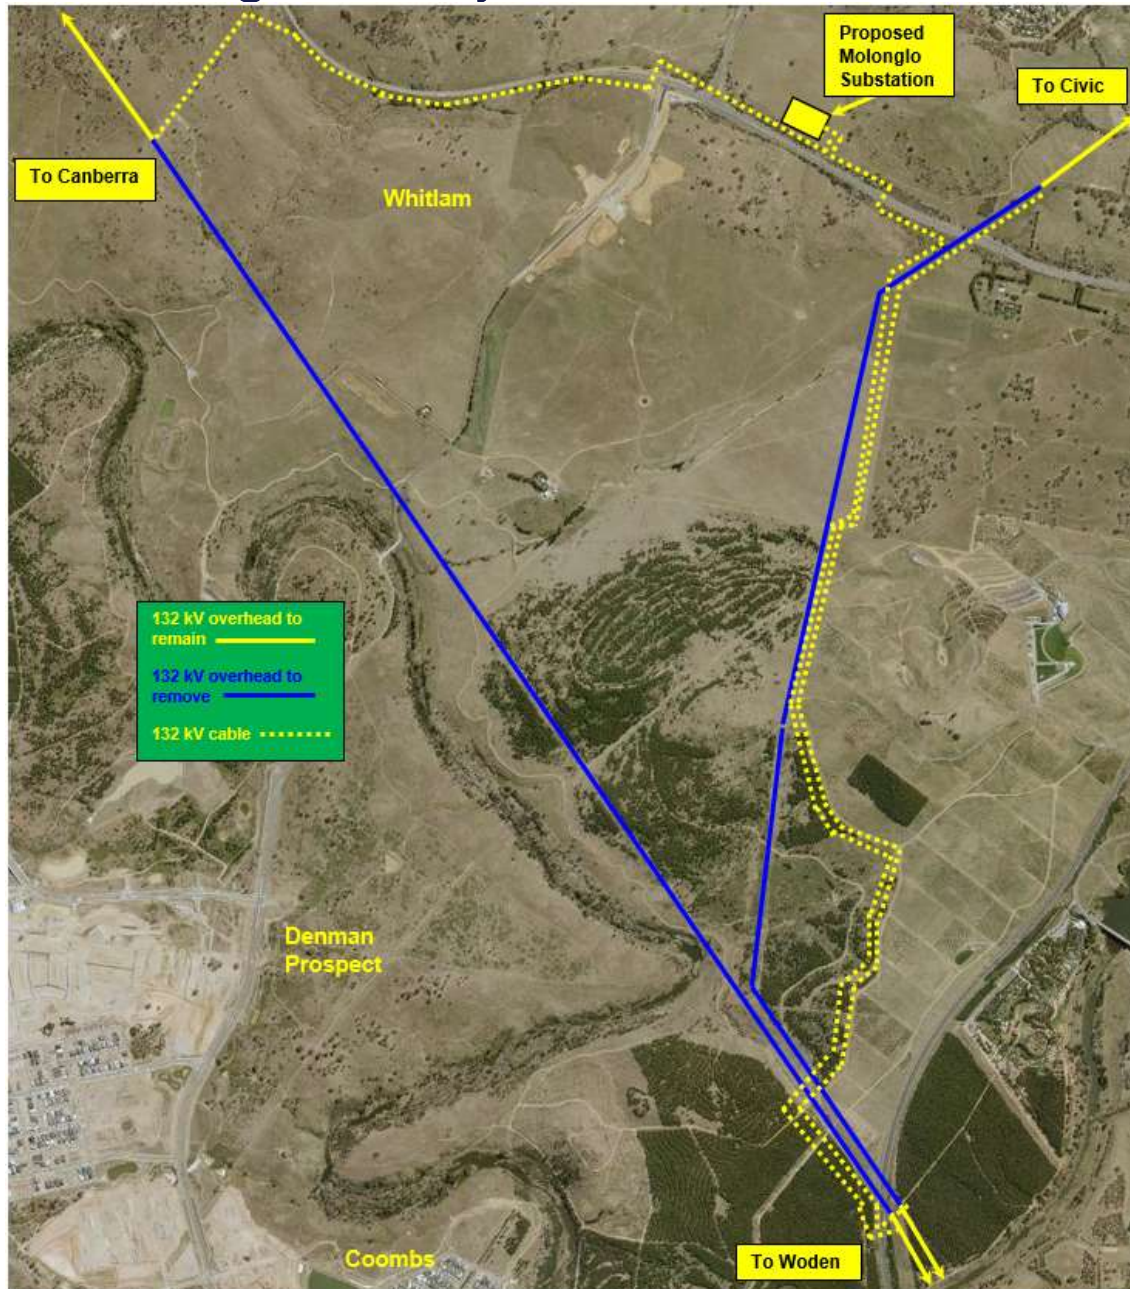 Proposed
Molonglo
Substation
To Civic
To Canberra
Whitlam
132 kV overhead to
remain
132 kV overhead to
remove
132 kV cable
Denman
Prospect
To Woden
Coombs